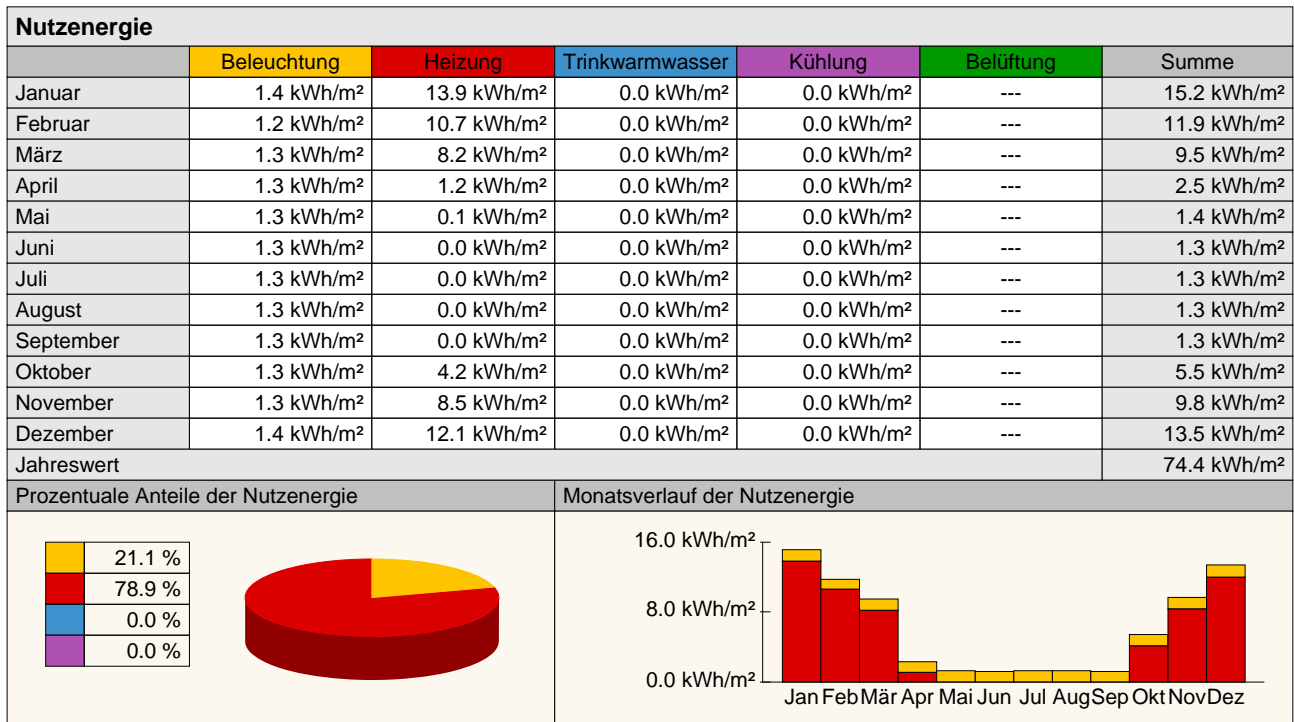 Nutzenergie
Beleuchtung Heizung Trinkwarmwasser Kühlung Belüftung Summe
Januar 1.4 kWh/m² 13.9 kWh/m² 0.0 kWh/m² 0.0 kWh/m² --- 15.2 kWh/m²
Februar 1.2 kWh/m² 10.7 kWh/m² 0.0 kWh/m² 0.0 kWh/m² --- 11.9 kWh/m²
März 1.3 kWh/m² 8.2 kWh/m² 0.0 kWh/m² 0.0 kWh/m² --- 9.5 kWh/m²
April 1.3 kWh/m² 1.2 kWh/m² 0.0 kWh/m² 0.0 kWh/m² --- 2.5 kWh/m²
Mai 1.3 kWh/m² 0.1 kWh/m² 0.0 kWh/m² 0.0 kWh/m² --- 1.4 kWh/m²
Juni 1.3 kWh/m² 0.0 kWh/m² 0.0 kWh/m² 0.0 kWh/m² --- 1.3 kWh/m²
Juli 1.3 kWh/m² 0.0 kWh/m² 0.0 kWh/m² 0.0 kWh/m² --- 1.3 kWh/m²
August 1.3 kWh/m² 0.0 kWh/m² 0.0 kWh/m² 0.0 kWh/m² --- 1.3 kWh/m²
September 1.3 kWh/m² 0.0 kWh/m² 0.0 kWh/m² 0.0 kWh/m² --- 1.3 kWh/m²
Oktober 1.3 kWh/m² 4.2 kWh/m² 0.0 kWh/m² 0.0 kWh/m² --- 5.5 kWh/m²
November 1.3 kWh/m² 8.5 kWh/m² 0.0 kWh/m² 0.0 kWh/m² --- 9.8 kWh/m²
Dezember 1.4 kWh/m² 12.1 kWh/m² 0.0 kWh/m² 0.0 kWh/m² --- 13.5 kWh/m²
Jahreswert 74.4 kWh/m²
Prozentuale Anteile der Nutzenergie
21.1 %
78.9 %
0.0 %
0.0 %
Monatsverlauf der Nutzenergie
16.0 kWh/m²
8.0 kWh/m²
0.0 kWh/m²
Jan Feb Mär Apr Mai Jun Jul Aug Sep Okt Nov Dez